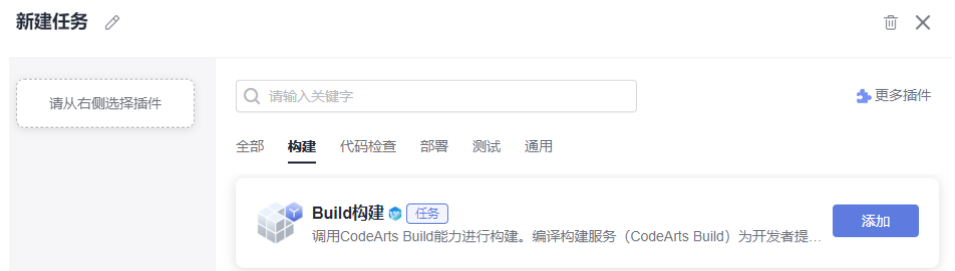 新建任务
请从右侧选择插件
请输入关键字
更多插件
全部 构建 代码检查 部署 测试 通用
Build构建 任务
调用CodeArts Build能力进行构建。编译构建服务（CodeArts Build）为开发者提...
添加